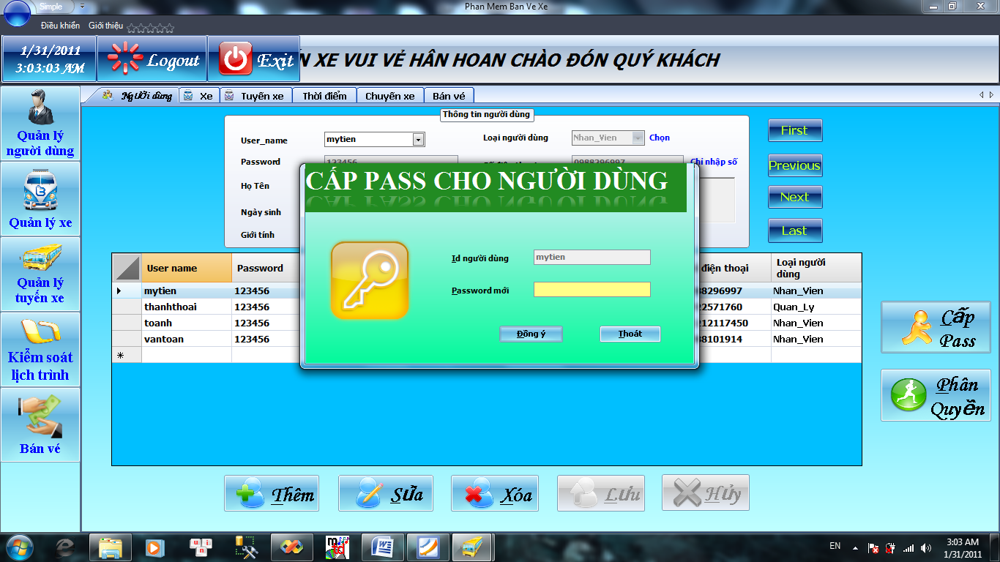 Simple
Phan Mem Ban Ve Xe
Điều khiển Giới thiệu
1/31/2011
3:03:03 AM
Logout
Exit
XE VUI VẺ HÂN HOAN CHÀO ĐÓN QUÝ KHÁCH
Người dùng
Xe
Tuyến xe
Thời điểm
Chuyến xe
Bán vé
Quản lý
người dùng
Quản lý xe
Quản lý
tuyến xe
Kiểm soát
lịch trình
Bán vé
Thông tin người dùng
User_name mytien
Loại người dùng Nhan_Vien Chọn
Password 123456
0988296997 Chỉ nhập số
Họ Tên
Ngày sinh
Giới tính
First
Previous
Next
Last
CẤP PASS CHO NGƯỜI DÙNG
Id người dùng mytien
Password mới
Đồng ý Thoát
User name Password điện thoại Loại người dùng
mytien 123456 8296997 Nhan_Vien
thanhthoai 123456 2571760 Quan_Ly
toanh 123456 212117450 Nhan_Vien
vantoan 123456 8101914 Nhan_Vien
Cấp
Pass
Phân
Quyền
Thêm
Sửa
Xóa
Lưu
Hủy
EN
3:03 AM
1/31/2011